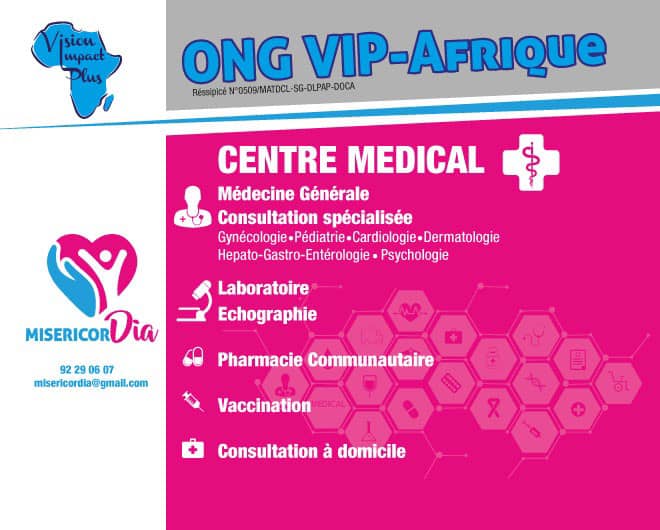 Vision
Impact
Plus
ONG VIP-AFRIQUE
Réssipicé N°0509/MATDCL-SG-DLPAP-DOCA
CENTRE MEDICAL
Médecine Générale
Consultation spécialisée
Gynécologie•Pédiatrie•Cardiologie•Dermatologie
Hepato-Gastro-Entérologie • Psychologie
Laboratoire
Echographie
Pharmacie Communautaire
Vaccination
MEDICAL
Consultation à domicile
MISERICORDia
92 29 06 07
misericordia@gmail.com